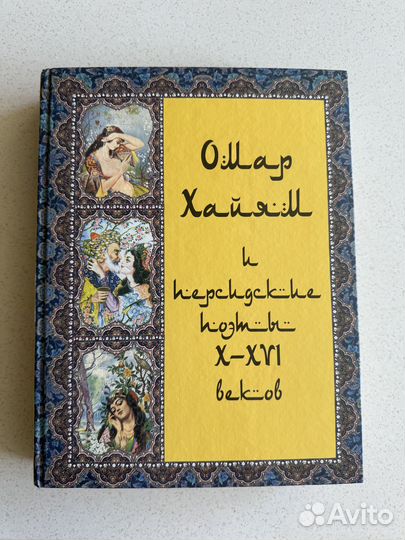 Омар
Хайям
и
персидские
поэты
X–XVI
веков
Avito